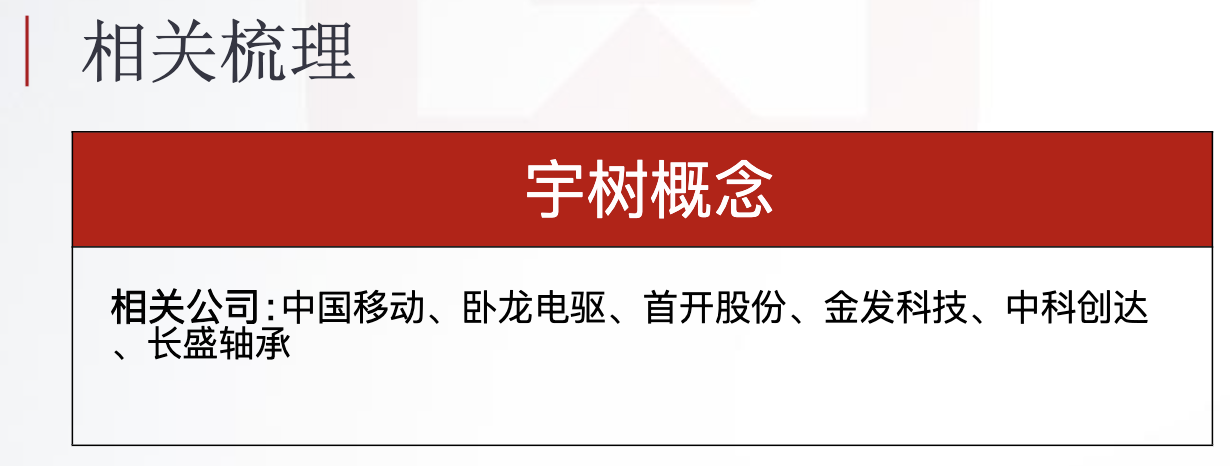 相关梳理
宇树概念
相关公司:中国移动、卧龙电驱、首开股份、金发科技、中科创达
、长盛轴承